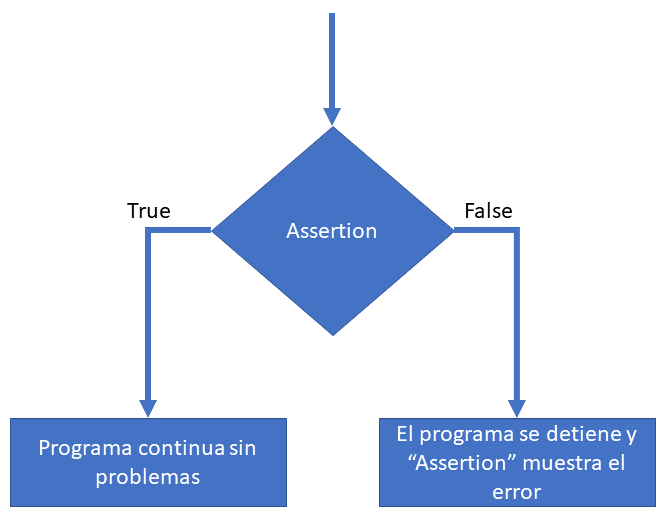 True
False
Assertion
Programa continua sin
problemas
El programa se detiene y
“Assertion” muestra el
error